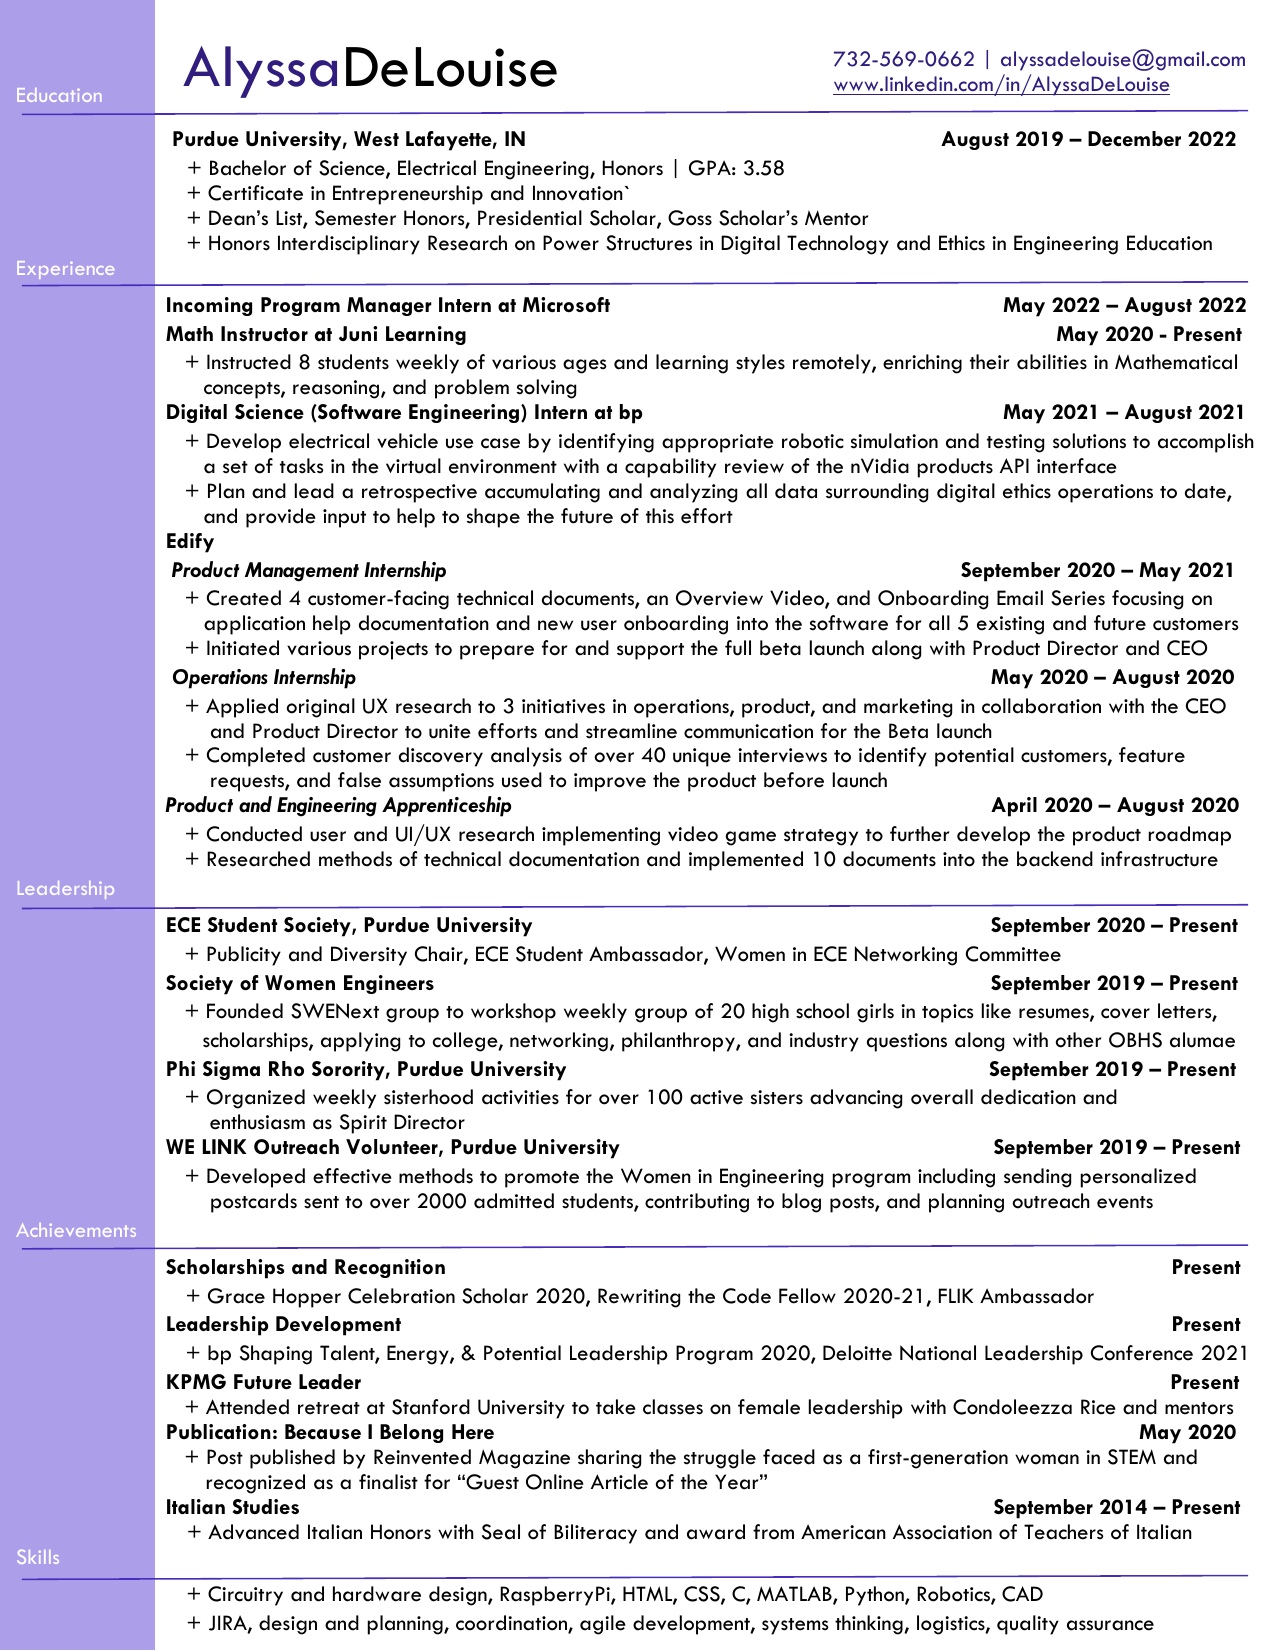 AlyssaDeLouise
732-569-0662 | alyssadelouise@gmail.com
www.linkedin.com/in/AlyssaDeLouise
Education
Purdue University, West Lafayette, IN August 2019 – December 2022
+ Bachelor of Science, Electrical Engineering, Honors | GPA: 3.58
+ Certificate in Entrepreneurship and Innovation`
+ Dean’s List, Semester Honors, Presidential Scholar, Goss Scholar’s Mentor
+ Honors Interdisciplinary Research on Power Structures in Digital Technology and Ethics in Engineering Education
Experience
Incoming Program Manager Intern at Microsoft May 2022 – August 2022
Math Instructor at Juni Learning May 2020 - Present
+ Instructed 8 students weekly of various ages and learning styles remotely, enriching their abilities in Mathematical
concepts, reasoning, and problem solving
Digital Science (Software Engineering) Intern at bp May 2021 – August 2021
+ Develop electrical vehicle use case by identifying appropriate robotic simulation and testing solutions to accomplish
a set of tasks in the virtual environment with a capability review of the nVidia products API interface
+ Plan and lead a retrospective accumulating and analyzing all data surrounding digital ethics operations to date,
and provide input to help to shape the future of this effort
Edify
Product Management Internship September 2020 – May 2021
+ Created 4 customer-facing technical documents, an Overview Video, and Onboarding Email Series focusing on
application help documentation and new user onboarding into the software for all 5 existing and future customers
+ Initiated various projects to prepare for and support the full beta launch along with Product Director and CEO
Operations Internship May 2020 – August 2020
+ Applied original UX research to 3 initiatives in operations, product, and marketing in collaboration with the CEO
and Product Director to unite efforts and streamline communication for the Beta launch
+ Completed customer discovery analysis of over 40 unique interviews to identify potential customers, feature
requests, and false assumptions used to improve the product before launch
Product and Engineering Apprenticeship April 2020 – August 2020
+ Conducted user and UI/UX research implementing video game strategy to further develop the product roadmap
+ Researched methods of technical documentation and implemented 10 documents into the backend infrastructure
Leadership
ECE Student Society, Purdue University September 2020 – Present
+ Publicity and Diversity Chair, ECE Student Ambassador, Women in ECE Networking Committee
Society of Women Engineers September 2019 – Present
+ Founded SWENext group to workshop weekly group of 20 high school girls in topics like resumes, cover letters,
scholarships, applying to college, networking, philanthropy, and industry questions along with other OBHS alumae
Phi Sigma Rho Sorority, Purdue University September 2019 – Present
+ Organized weekly sisterhood activities for over 100 active sisters advancing overall dedication and
enthusiasm as Spirit Director
WE LINK Outreach Volunteer, Purdue University September 2019 – Present
+ Developed effective methods to promote the Women in Engineering program including sending personalized
postcards sent to over 2000 admitted students, contributing to blog posts, and planning outreach events
Achievements
Scholarships and Recognition Present
+ Grace Hopper Celebration Scholar 2020, Rewriting the Code Fellow 2020-21, FLIK Ambassador
Leadership Development Present
+ bp Shaping Talent, Energy, & Potential Leadership Program 2020, Deloitte National Leadership Conference 2021
KPMG Future Leader Present
+ Attended retreat at Stanford University to take classes on female leadership with Condoleezza Rice and mentors
Publication: Because I Belong Here May 2020
+ Post published by Reinvented Magazine sharing the struggle faced as a first-generation woman in STEM and
recognized as a finalist for “Guest Online Article of the Year”
Italian Studies September 2014 – Present
+ Advanced Italian Honors with Seal of Biliteracy and award from American Association of Teachers of Italian
Skills
+ Circuitry and hardware design, RaspberryPi, HTML, CSS, C, MATLAB, Python, Robotics, CAD
+ JIRA, design and planning, coordination, agile development, systems thinking, logistics, quality assurance